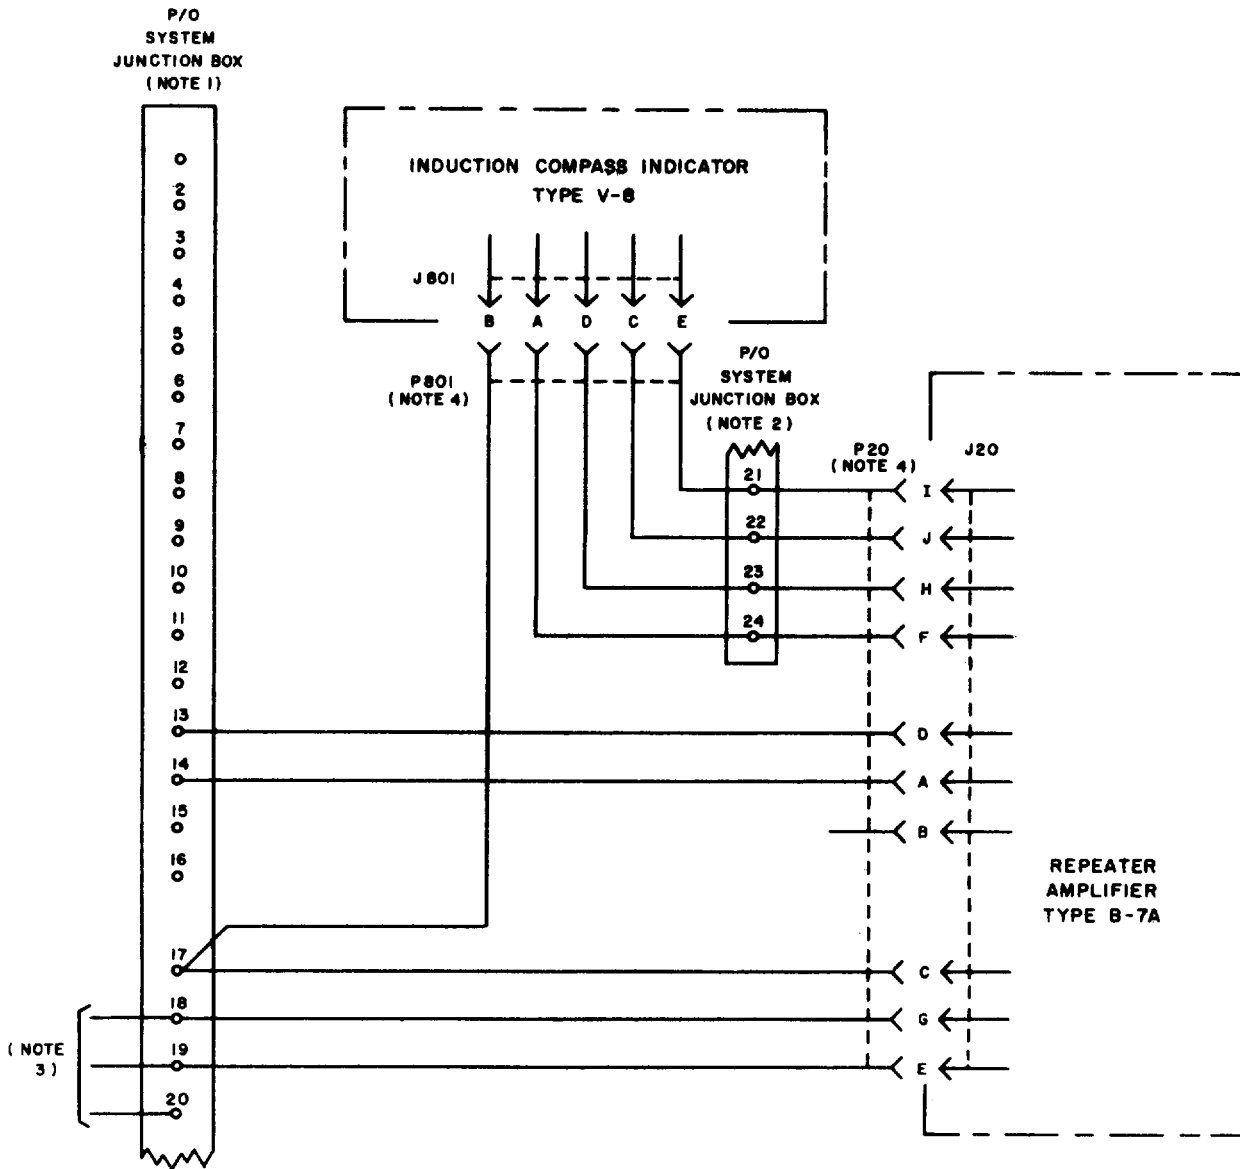 P/O
SYSTEM
JUNCTION BOX
(NOTE 1)
2
3
4
5
6
7
8
9
10
11
12
13
14
15
16
17
18
19
20
(NOTE
3)
INDUCTION COMPASS INDICATOR
TYPE V-8
J801
B A D C E
P801
(NOTE 4)
P/O
SYSTEM
JUNCTION BOX
(NOTE 2)
21
22
23
24
P20
(NOTE 4)
J20
I
J
H
F
D
A
B
C
G
E
REPEATER
AMPLIFIER
TYPE B-7A